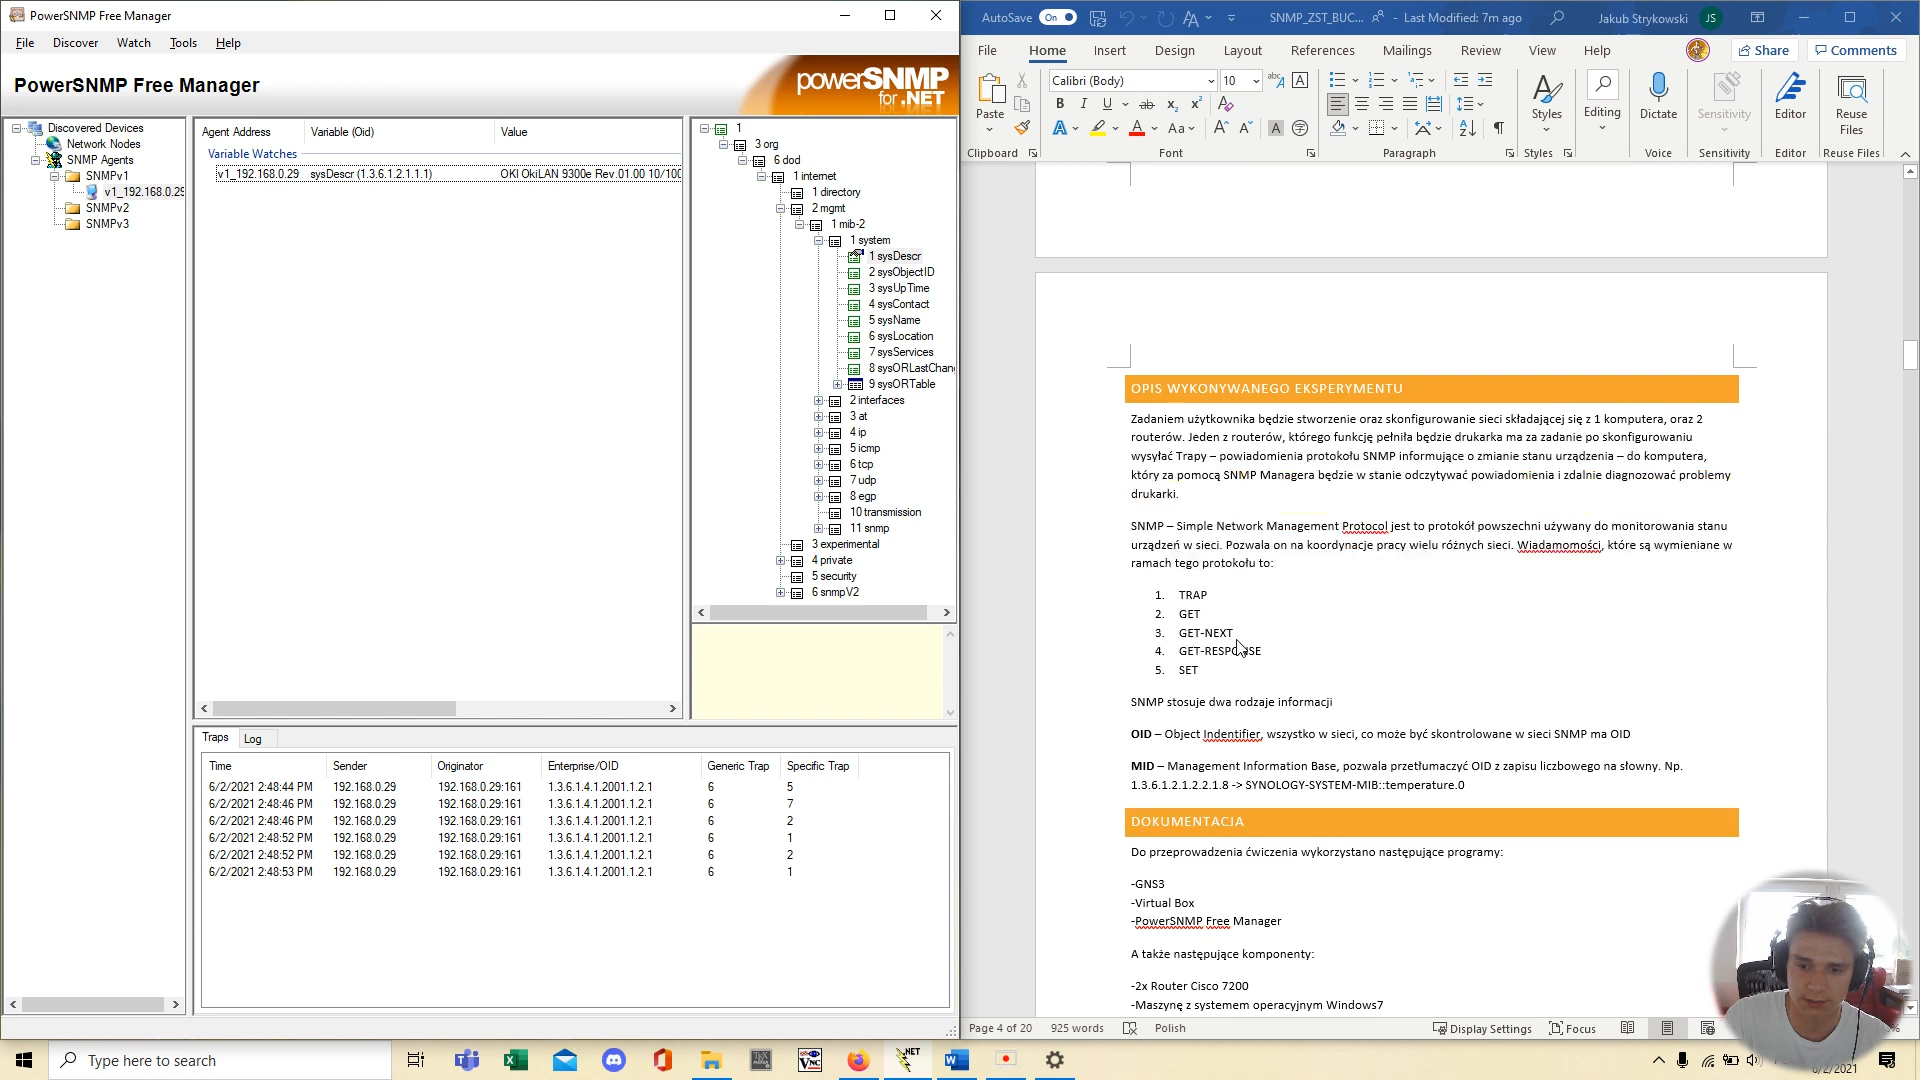 PowerSNMP Free Manager
File Discover Watch Tools Help
PowerSNMP Free Manager
powerSNMP
for .NET
Discovered Devices
Network Nodes
SNMP Agents
SNMPv1
v1_192.168.0.29
SNMPv2
SNMPv3
Agent Address Variable (Oid) Value
Variable Watches
v1_192.168.0.29 sysDescr (1.3.6.1.2.1.1.1) OKI OkiLAN 9300e Rev.01.00 10/100
1
3 org
6 dod
1 internet
1 directory
2 mgmt
1 mib-2
1 system
1 sysDescr
2 sysObjectID
3 sysUpTime
4 sysContact
5 sysName
6 sysLocation
7 sysServices
8 sysORLastChan
9 sysORTable
2 interfaces
3 at
4 ip
5 icmp
6 tcp
7 udp
8 egp
10 transmission
11 snmp
3 experimental
4 private
5 security
6 snmpV2
Traps Log
Time Sender Originator Enterprise/OID Generic Trap Specific Trap
6/2/2021 2:48:44 PM 192.168.0.29 192.168.0.29:161 1.3.6.1.4.1.2001.1.2.1 6 5
6/2/2021 2:48:46 PM 192.168.0.29 192.168.0.29:161 1.3.6.1.4.1.2001.1.2.1 6 7
6/2/2021 2:48:46 PM 192.168.0.29 192.168.0.29:161 1.3.6.1.4.1.2001.1.2.1 6 2
6/2/2021 2:48:52 PM 192.168.0.29 192.168.0.29:161 1.3.6.1.4.1.2001.1.2.1 6 1
6/2/2021 2:48:52 PM 192.168.0.29 192.168.0.29:161 1.3.6.1.4.1.2001.1.2.1 6 2
6/2/2021 2:48:53 PM 192.168.0.29 192.168.0.29:161 1.3.6.1.4.1.2001.1.2.1 6 1
AutoSave On SNMP_ZST_BUC... - Last Modified: 7m ago Jakub Strykowski JS
File Home Insert Design Layout References Mailings Review View Help Share Comments
Calibri (Body) 10
Paste Styles Editing Dictate Sensitivity Editor Reuse Files
Clipboard Font Paragraph Styles Voice Sensitivity Editor Reuse Files
OPIS WYKONYWANEGO EKSPERYMENTU
Zadaniem użytkownika będzie stworzenie oraz skonfigurowanie sieci składającej się z 1 komputera, oraz 2
routerów. Jeden z routerów, którego funkcję pełniła będzie drukarka ma za zadanie po skonfigurowaniu
wysyłać Trapy – powiadomienia protokołu SNMP informujące o zmianie stanu urządzenia – do komputera,
który za pomocą SNMP Managera będzie w stanie odczytywać powiadomienia i zdalnie diagnozować problemy
drukarki.
SNMP – Simple Network Management Protocol jest to protokół powszechni używany do monitorowania stanu
urządzeń w sieci. Pozwala on na koordynacje pracy wielu różnych sieci. Wiadamomości, które są wymieniane w
ramach tego protokołu to:
1. TRAP
2. GET
3. GET-NEXT
4. GET-RESPONSE
5. SET
SNMP stosuje dwa rodzaje informacji
OID – Object Indentifier, wszystko w sieci, co może być skontrolowane w sieci SNMP ma OID
MID – Management Information Base, pozwala przetłumaczyć OID z zapisu liczbowego na słowny. Np.
1.3.6.1.2.1.2.2.1.8 -> SYNOLOGY-SYSTEM-MIB::temperature.0
DOKUMENTACJA
Do przeprowadzenia ćwiczenia wykorzystano następujące programy:
-GNS3
-Virtual Box
-PowerSNMP Free Manager
A także następujące komponenty:
-2x Router Cisco 7200
-Maszynę z systemem operacyjnym Windows7
Page 4 of 20 925 words Polish Display Settings Focus
Type here to search
.NET
6/2/2021